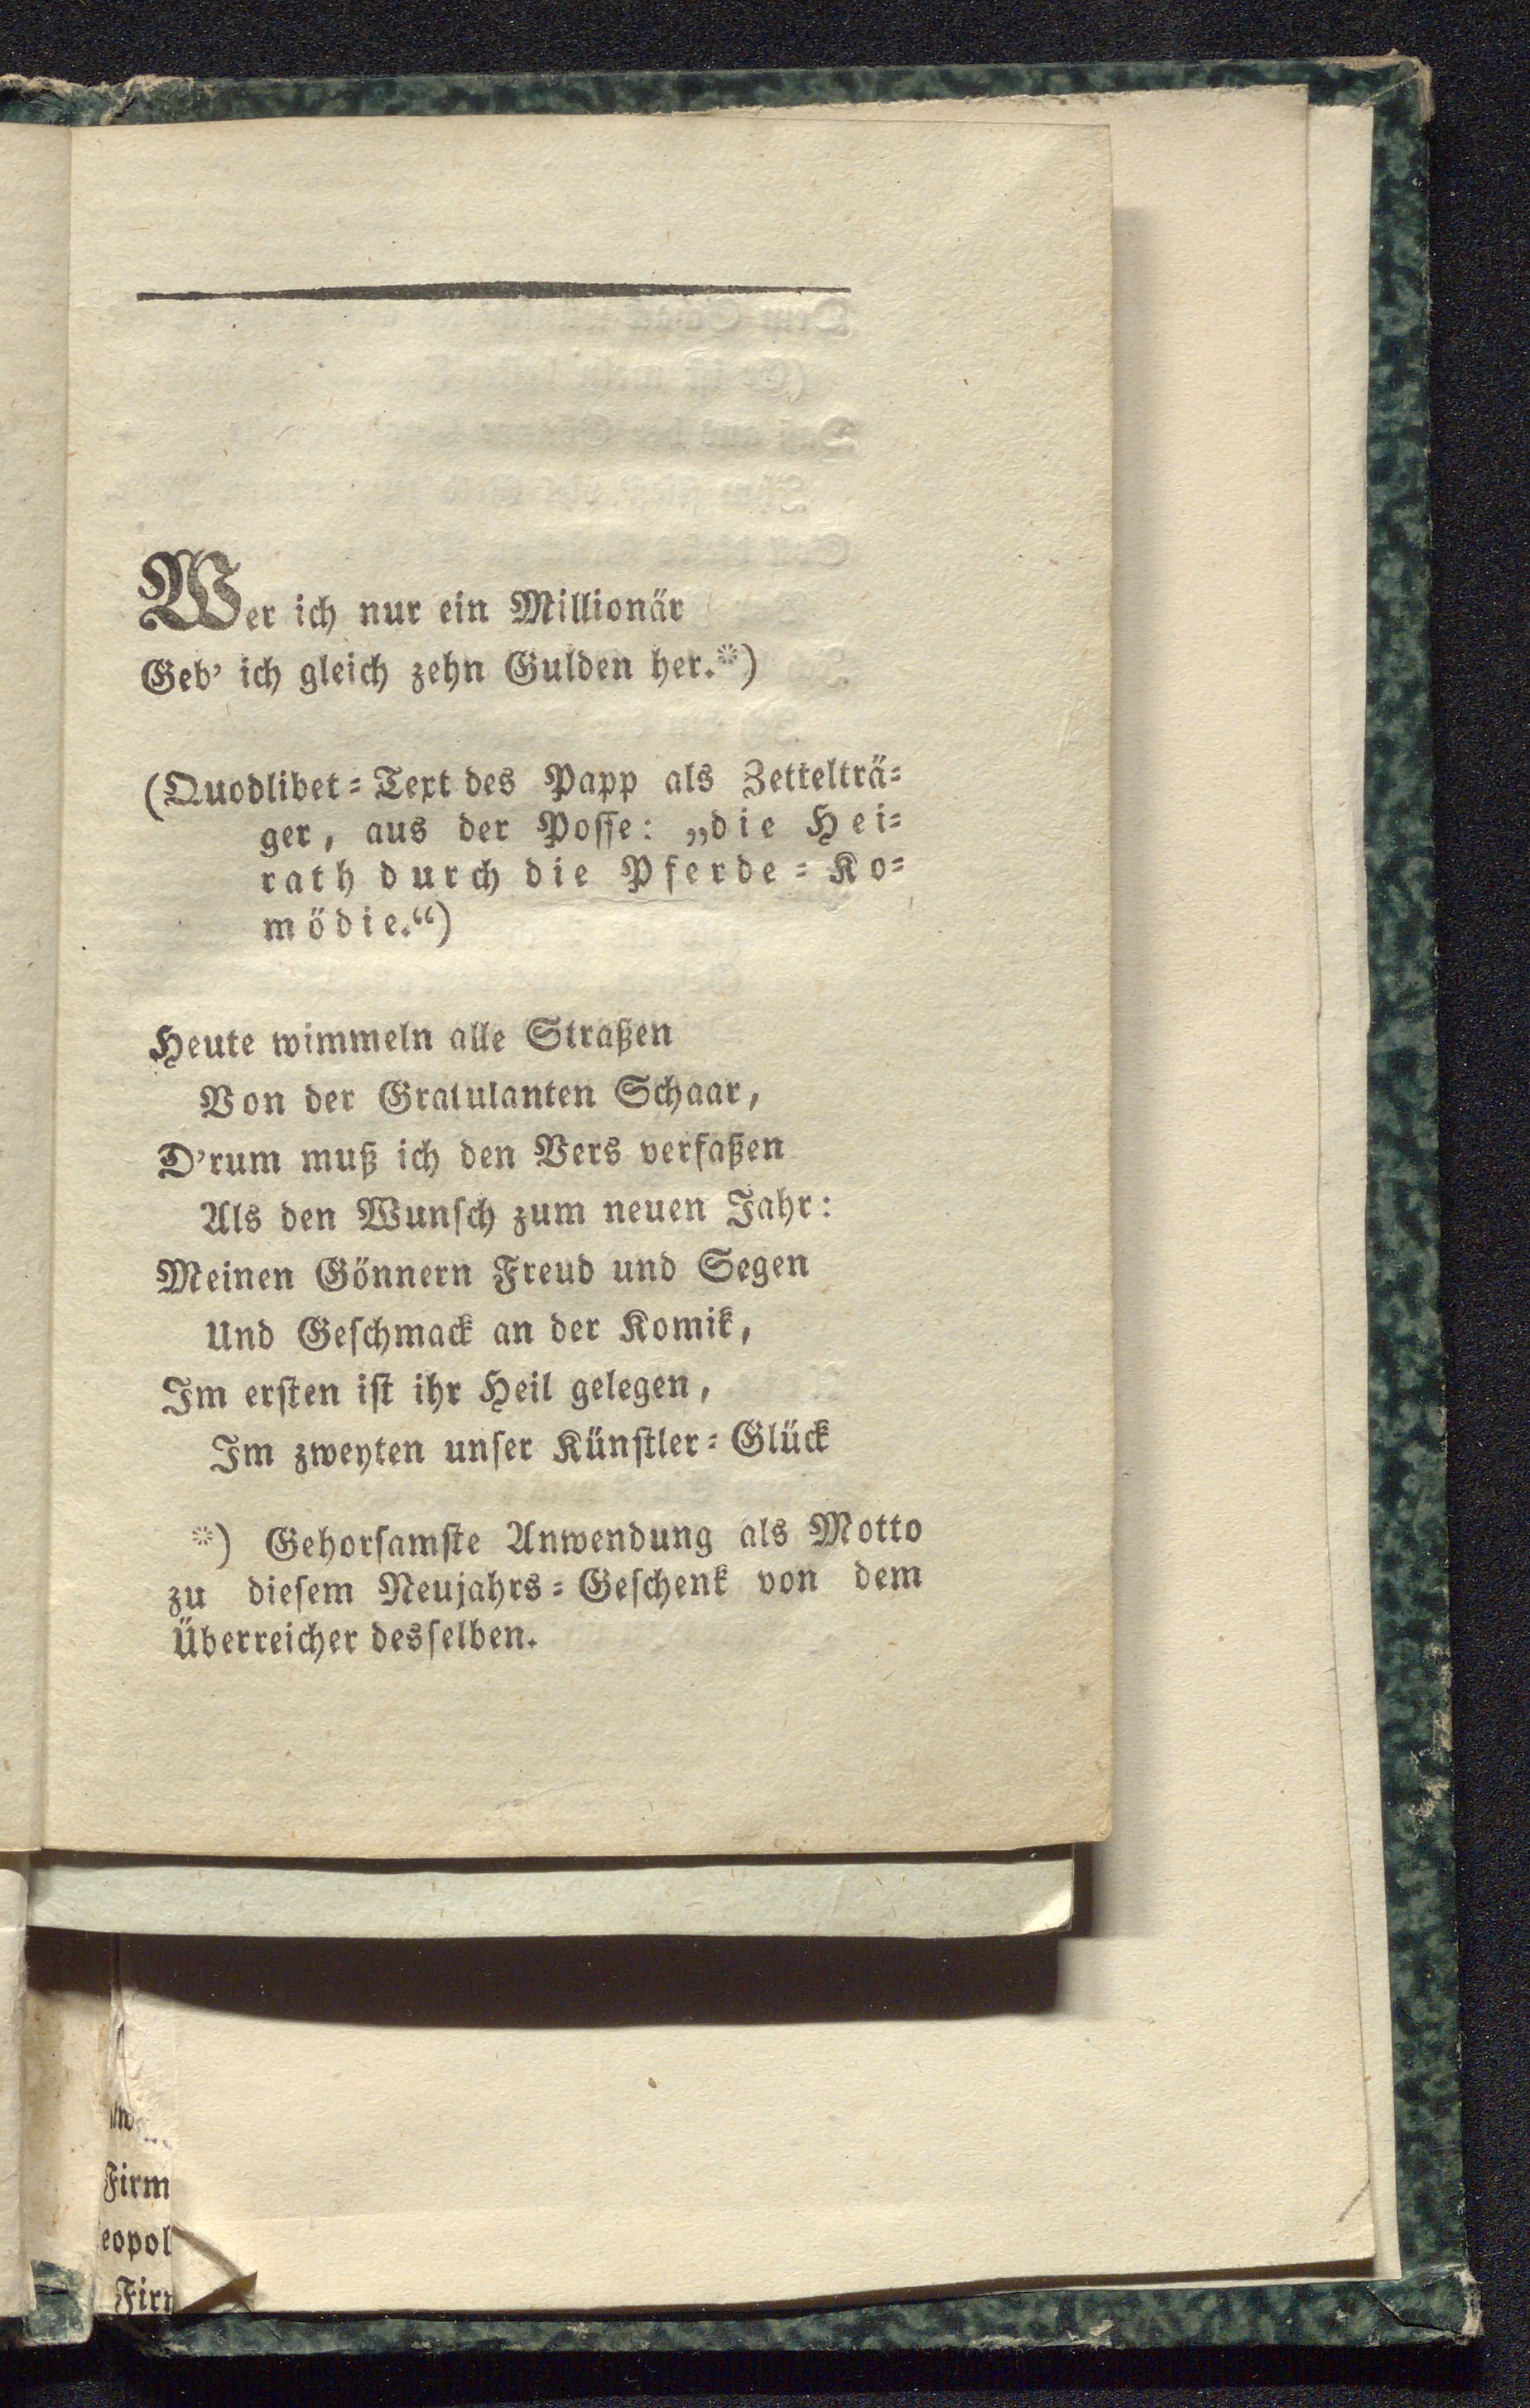 Wer ich nur ein Millionär
Geb' ich gleich zehn Gulden her.*)
(Quodlibet=Text des Papp als Zettelträ=
ger, aus der Posse: „die Hei=
rath durch die Pferde=Ko=
mödie.“)
Heute wimmeln alle Straßen
Von der Gratulanten Schaar,
D'rum muß ich den Vers verfaßen
Als den Wunsch zum neuen Jahr:
Meinen Gönnern Freud und Segen
Und Geschmack an der Komik,
Im ersten ist ihr Heil gelegen,
Im zweyten unser Künstler=Glück
*) Gehorsamste Anwendung als Motto
zu diesem Neujahrs=Geschenk von dem
Überreicher desselben.
Firm
eopol
Firm